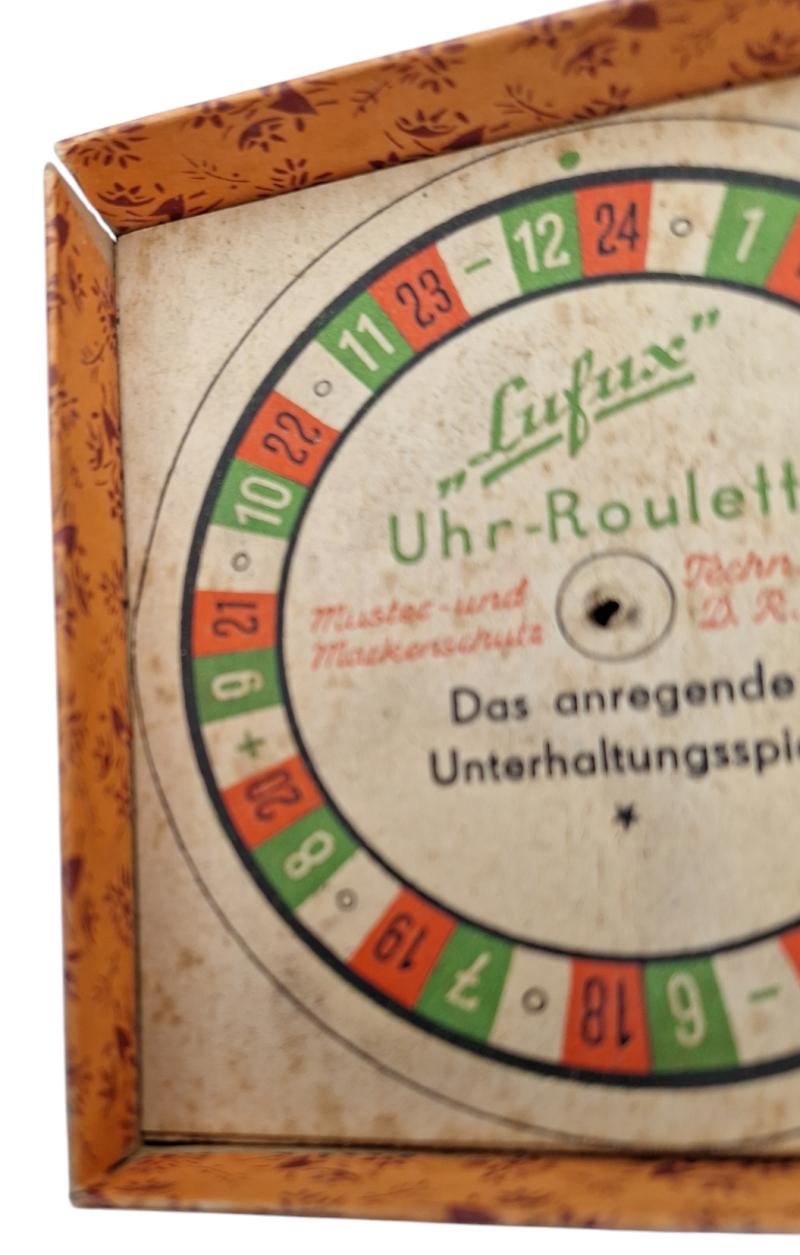 12 24 1
23 -
11
22
10
21
9
+
20
8
19
7
18
6
-
„Lufux”
Uhr-Roulett
Muster-und Techn
Markenschutz D. R.
Das anregende
Unterhaltungsspie